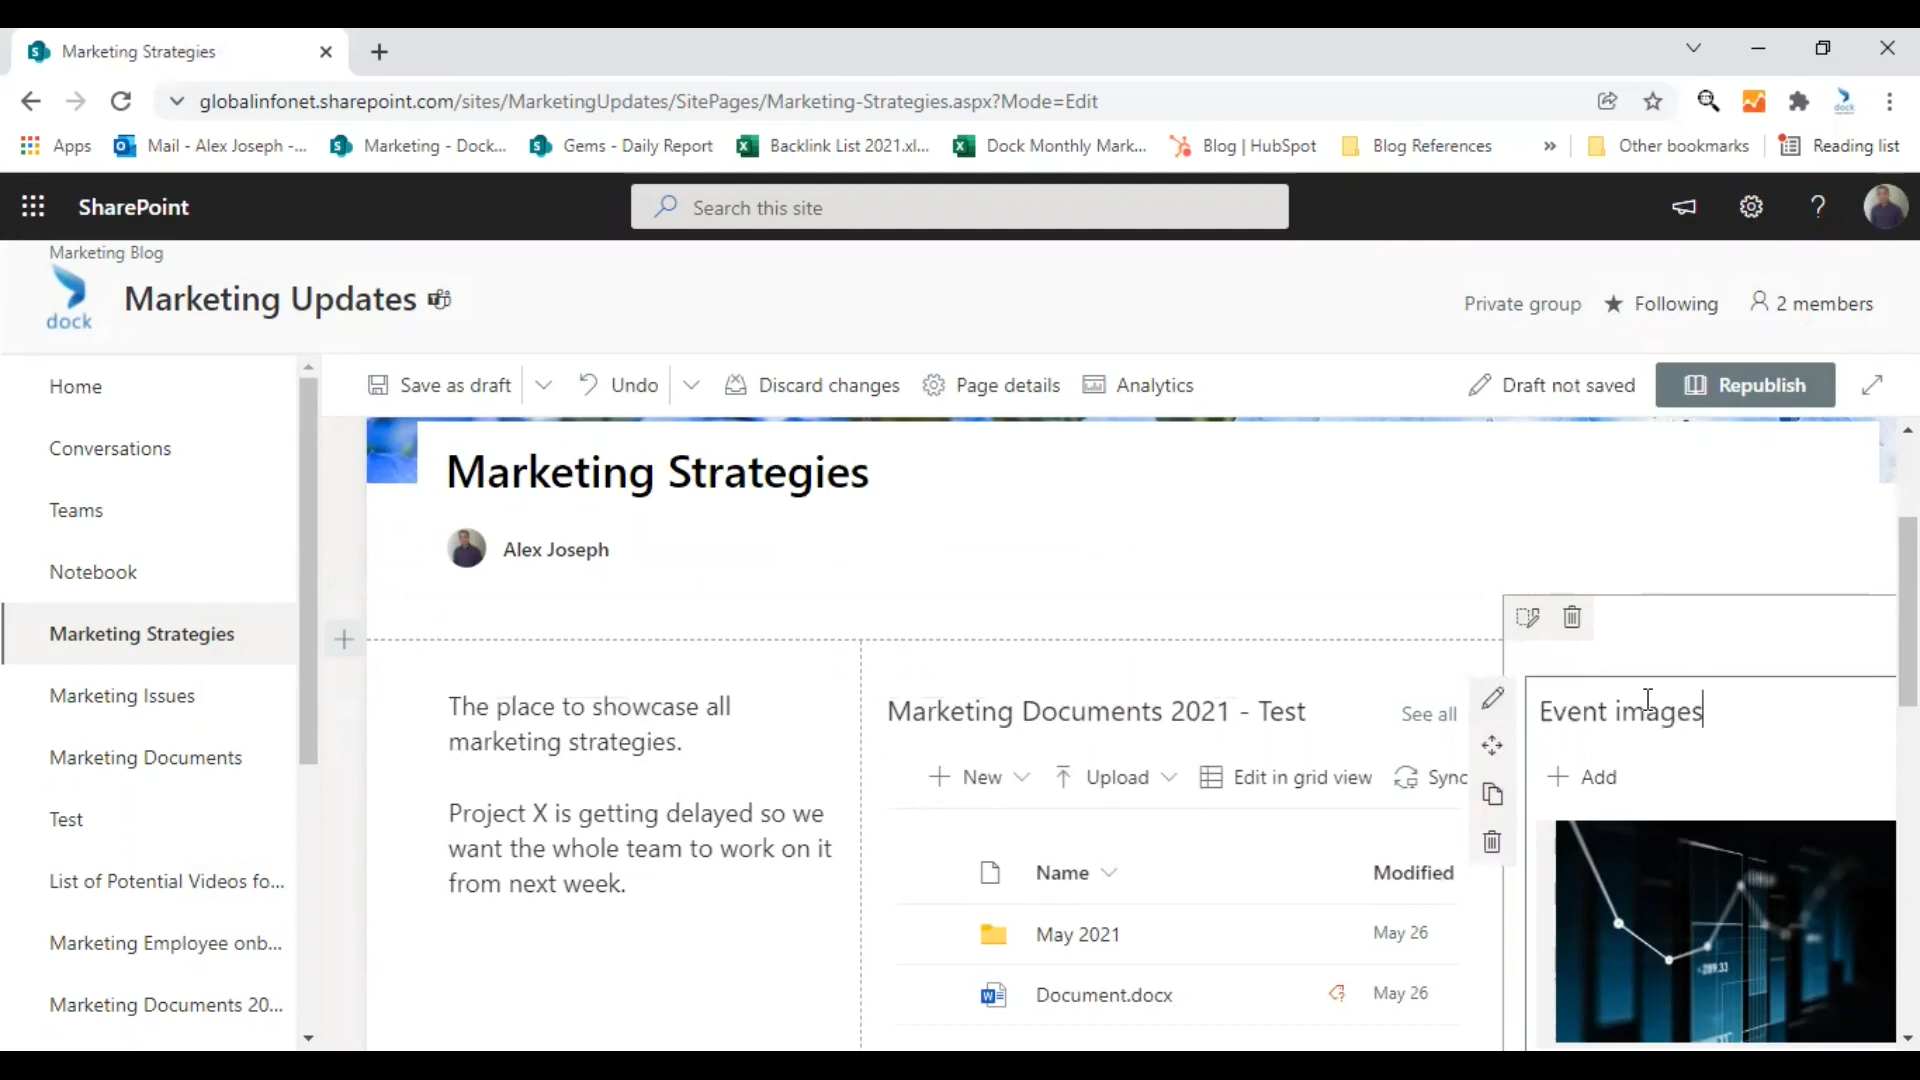 Marketing Strategies
globalinfonet.sharepoint.com/sites/MarketingUpdates/SitePages/Marketing-Strategies.aspx?Mode=Edit
dock
Apps
Mail - Alex Joseph -...
Marketing - Dock...
Gems - Daily Report
Backlink List 2021.xl...
Dock Monthly Mark...
Blog | HubSpot
Blog References
»
Other bookmarks
Reading list
SharePoint
Search this site
Marketing Blog
dock
Marketing Updates
Private group
Following
2 members
Home
Conversations
Teams
Notebook
Marketing Strategies
Marketing Issues
Marketing Documents
Test
List of Potential Videos fo...
Marketing Employee onb...
Marketing Documents 20...
Save as draft
Undo
Discard changes
Page details
Analytics
Draft not saved
Republish
Marketing Strategies
Alex Joseph
The place to showcase all
marketing strategies.
Project X is getting delayed so we
want the whole team to work on it
from next week.
Marketing Documents 2021 - Test
See all
New
Upload
Edit in grid view
Sync
Name
Modified
May 2021
May 26
Document.docx
May 26
Event images
Add